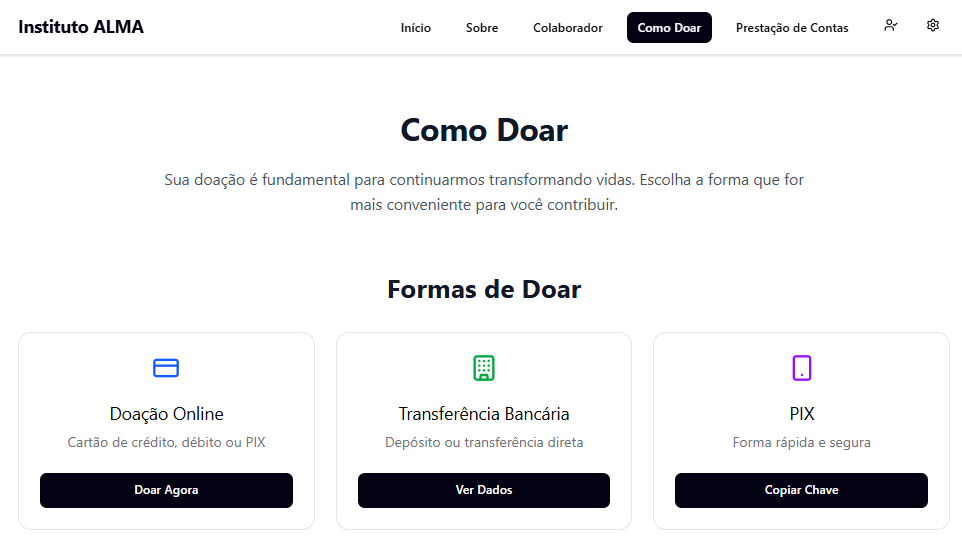 Instituto ALMA
Início
Sobre
Colaborador
Como Doar
Prestação de Contas
Como Doar
Sua doação é fundamental para continuarmos transformando vidas. Escolha a forma que for
mais conveniente para você contribuir.
Formas de Doar
Doação Online
Cartão de crédito, débito ou PIX
Doar Agora
Transferência Bancária
Depósito ou transferência direta
Ver Dados
PIX
Forma rápida e segura
Copiar Chave